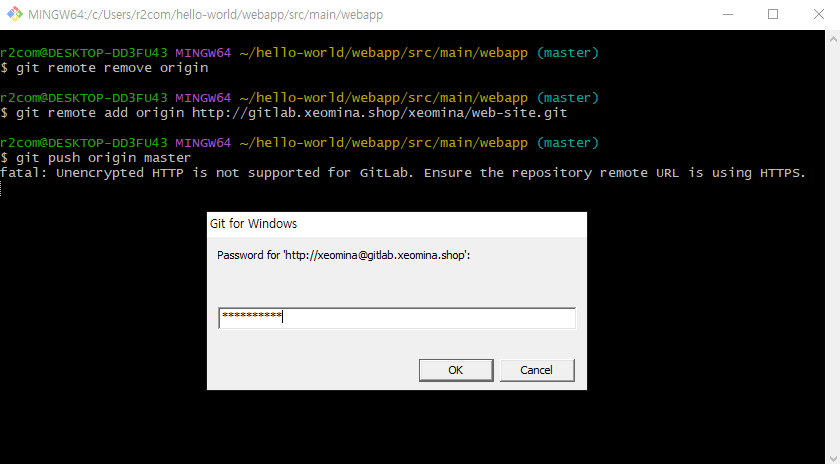 MINGW64:/c/Users/r2com/hello-world/webapp/src/main/webapp
r2com@DESKTOP-DD3FU43 MINGW64 ~/hello-world/webapp/src/main/webapp (master)
$ git remote remove origin
r2com@DESKTOP-DD3FU43 MINGW64 ~/hello-world/webapp/src/main/webapp (master)
$ git remote add origin http://gitlab.xeomina.shop/xeomina/web-site.git
r2com@DESKTOP-DD3FU43 MINGW64 ~/hello-world/webapp/src/main/webapp (master)
$ git push origin master
fatal: Unencrypted HTTP is not supported for GitLab. Ensure the repository remote URL is using HTTPS.
Git for Windows
Password for 'http://xeomina@gitlab.xeomina.shop':
**********
OK Cancel